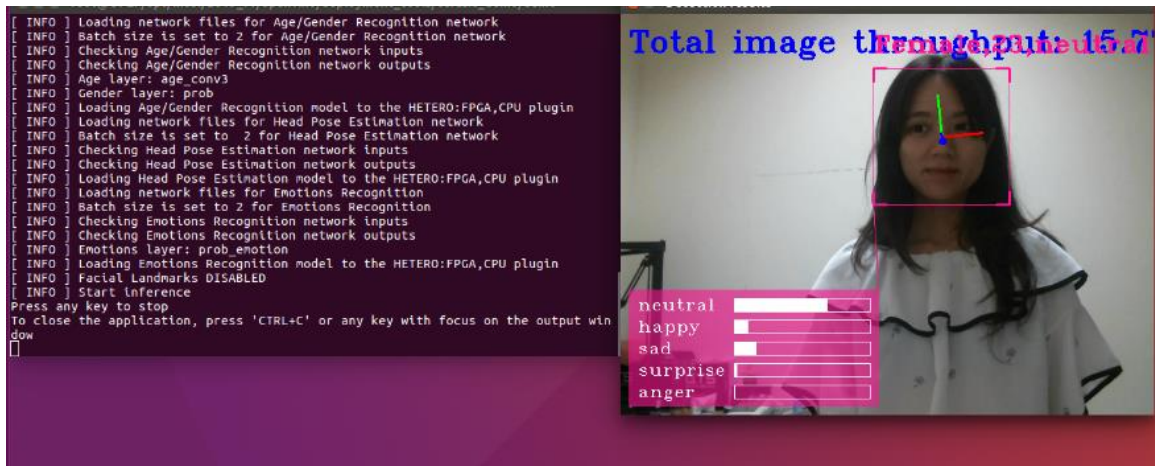 [ INFO ] Loading network files for Age/Gender Recognition network
[ INFO ] Batch size is set to 2 for Age/Gender Recognition network
[ INFO ] Checking Age/Gender Recognition network inputs
[ INFO ] Checking Age/Gender Recognition network outputs
[ INFO ] Age layer: age_conv3
[ INFO ] Gender layer: prob
[ INFO ] Loading Age/Gender Recognition model to the HETERO:FPGA,CPU plugin
[ INFO ] Loading network files for Head Pose Estimation network
[ INFO ] Batch size is set to  2 for Head Pose Estimation network
[ INFO ] Checking Head Pose Estimation network inputs
[ INFO ] Checking Head Pose Estimation network outputs
[ INFO ] Loading Head Pose Estimation model to the HETERO:FPGA,CPU plugin
[ INFO ] Loading network files for Emotions Recognition
[ INFO ] Batch size is set to 2 for Emotions Recognition
[ INFO ] Checking Emotions Recognition network inputs
[ INFO ] Checking Emotions Recognition network outputs
[ INFO ] Emotions layer: prob_emotion
[ INFO ] Loading Emotions Recognition model to the HETERO:FPGA,CPU plugin
[ INFO ] Facial Landmarks DISABLED
[ INFO ] Start inference
Press any key to stop
To close the application, press 'CTRL+C' or any key with focus on the output win
dow
Total image throughput: 15.7
Female,23,neutral
neutral
happy
sad
surprise
anger